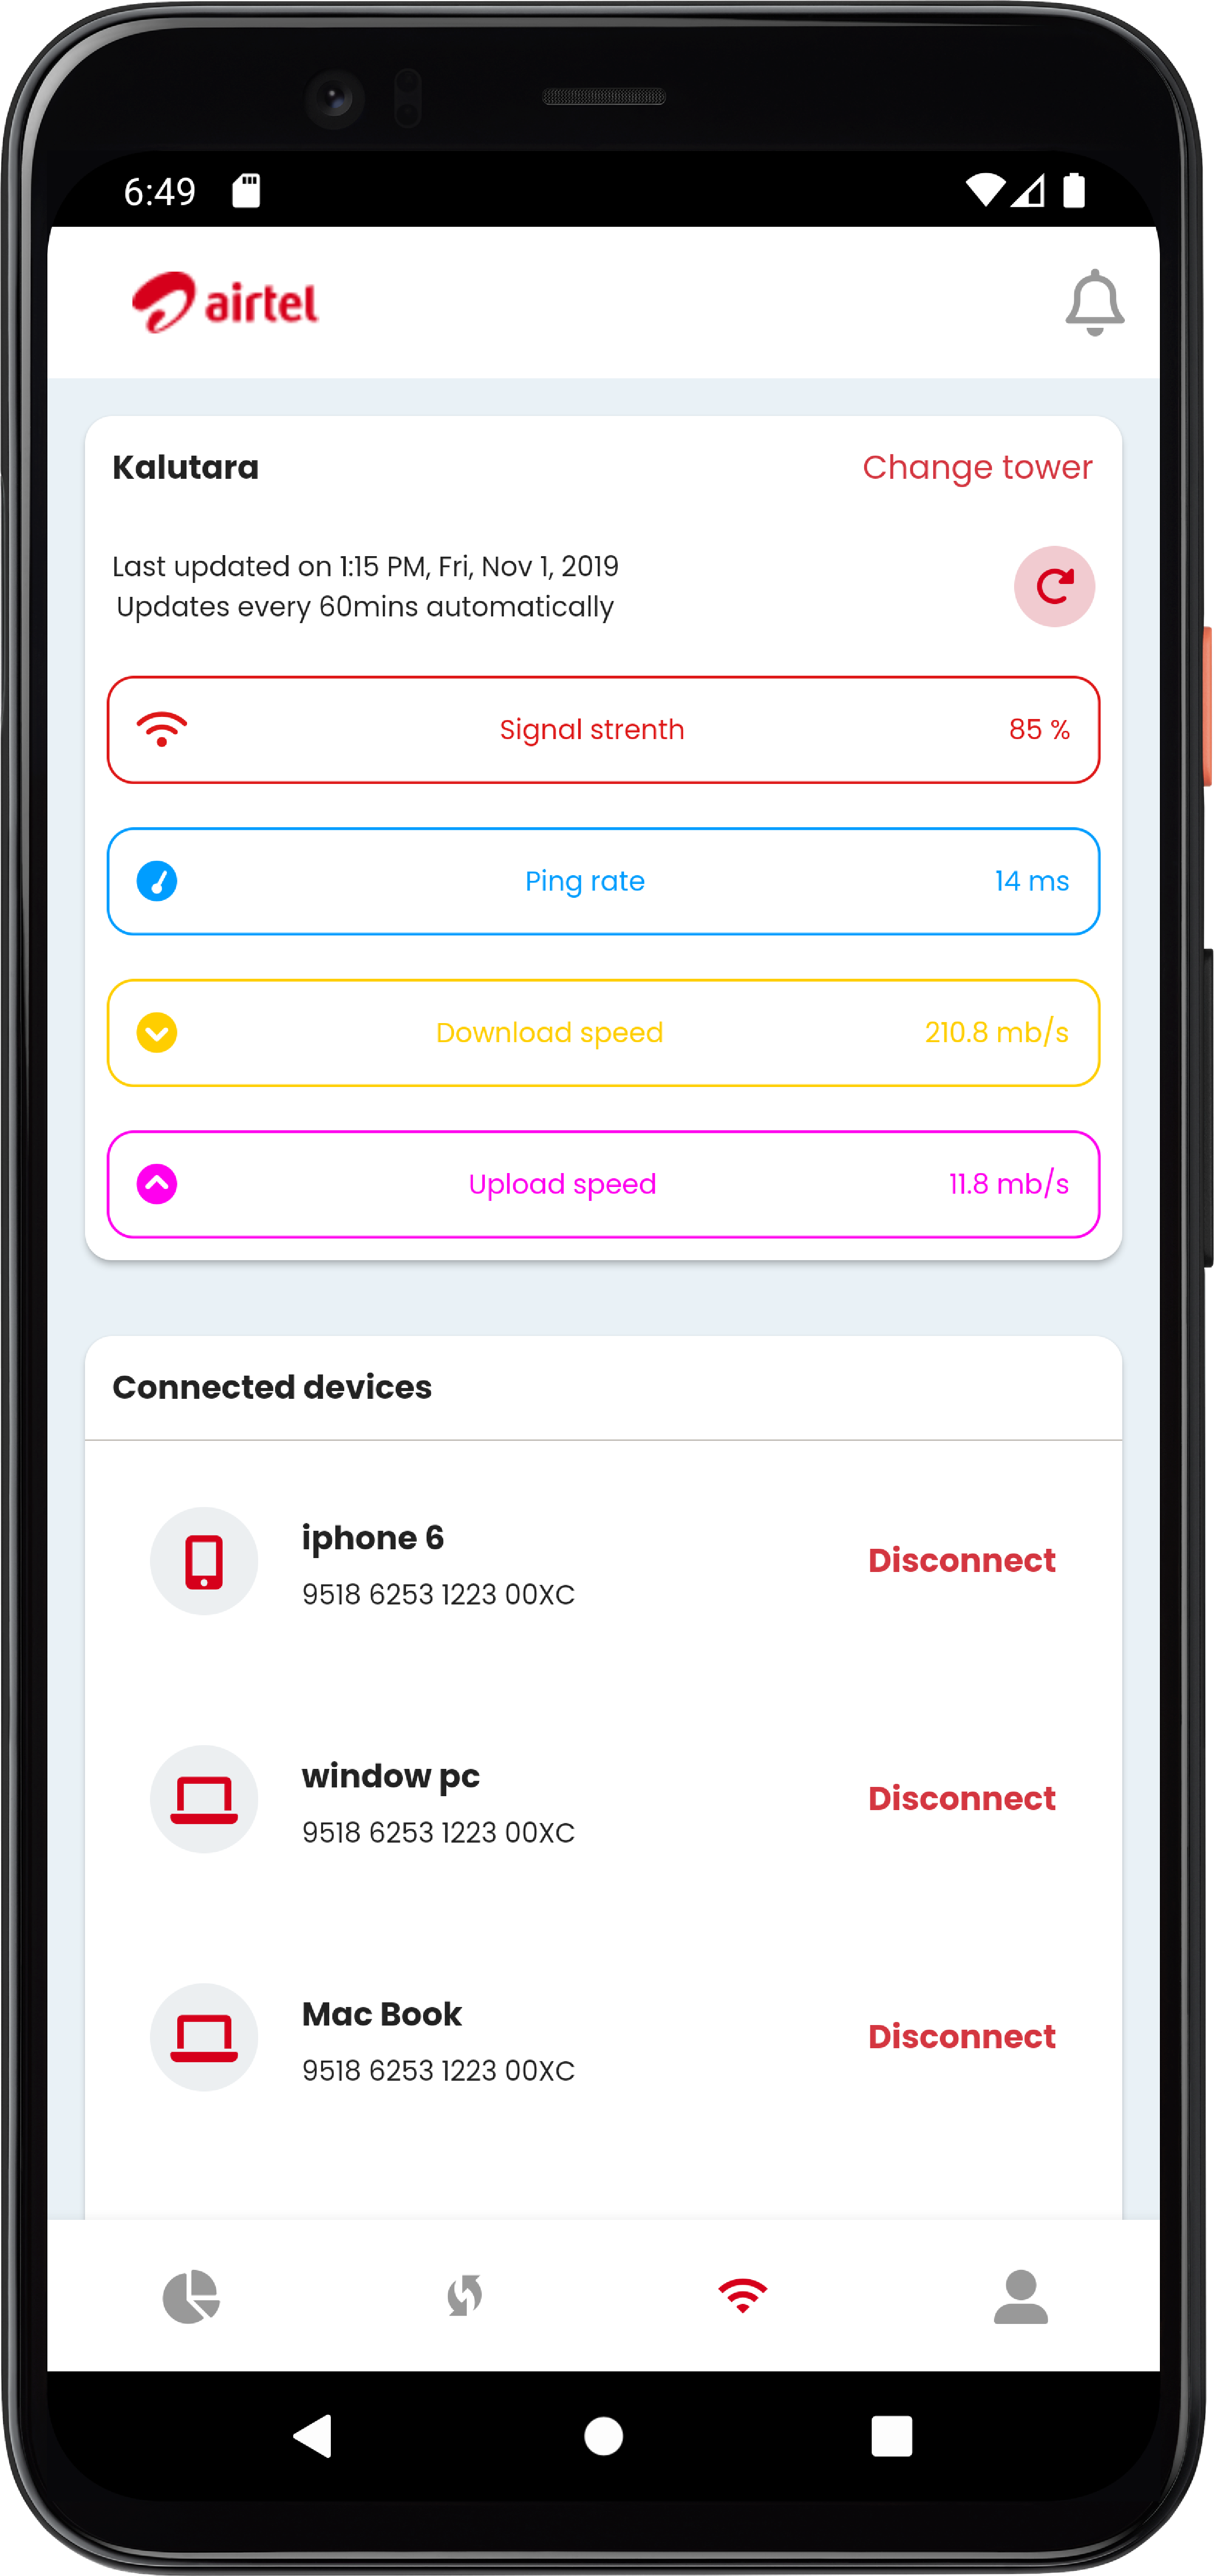 6:49
airtel
Kalutara
Change tower
Last updated on 1:15 PM, Fri, Nov 1, 2019
Updates every 60mins automatically
Signal strenth 85 %
Ping rate 14 ms
Download speed 210.8 mb/s
Upload speed 11.8 mb/s
Connected devices
iphone 6
9518 6253 1223 00XC
Disconnect
window pc
9518 6253 1223 00XC
Disconnect
Mac Book
9518 6253 1223 00XC
Disconnect